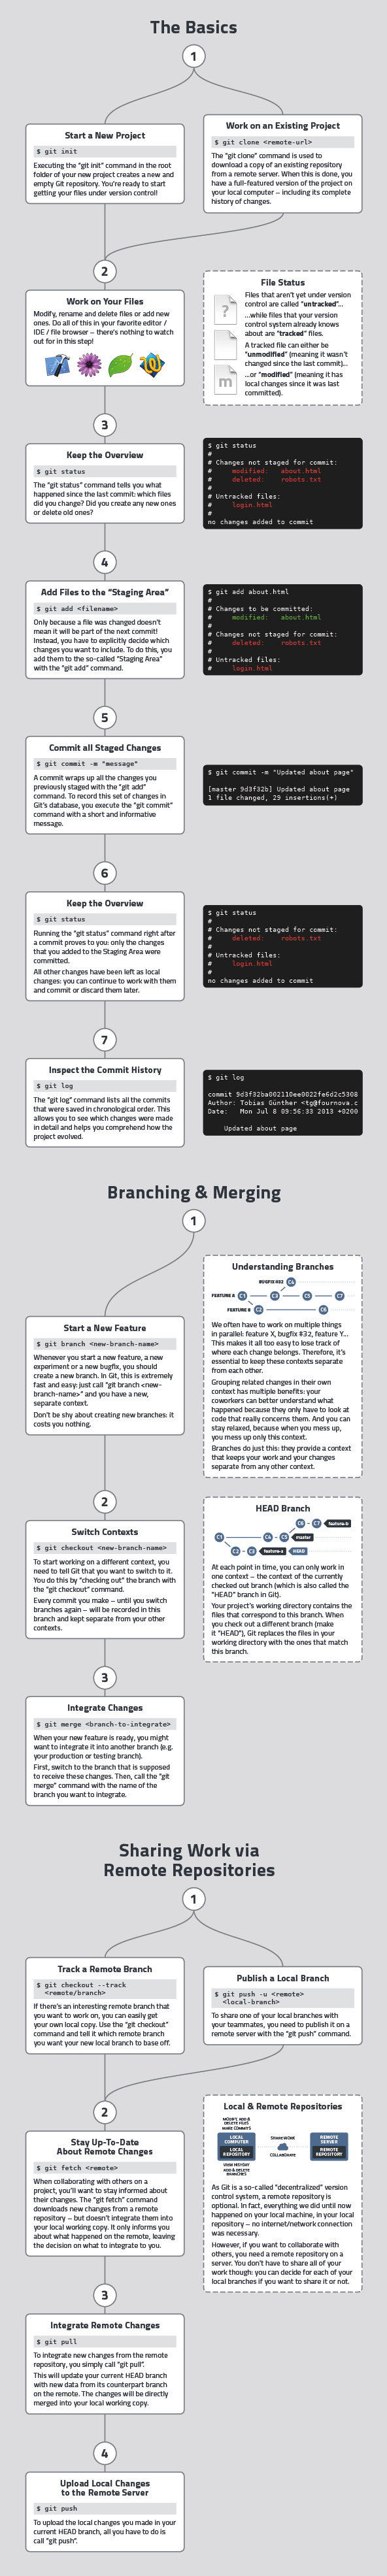 The Basics
1
Start a New Project
$ git init
Executing the "git init" command in the root
folder of your new project creates a new and
empty Git repository. You're ready to start
getting your files under version control!
Work on an Existing Project
$ git clone <remote-url>
The "git clone" command is used to
download a copy of an existing repository
from a remote server. When this is done, you
have a full-featured version of the project on
your local computer – including its complete
history of changes.
2
Work on Your Files
Modify, rename and delete files or add new
ones. Do all of this in your favorite editor /
IDE / file browser – there's nothing to watch
out for in this step!
File Status
?
Files that aren't yet under version
control are called "untracked"...
...while files that your version
control system already knows
about are "tracked" files.
A tracked file can either be
"unmodified" (meaning it wasn't
changed since the last commit)...
m
...or "modified" (meaning it has
local changes since it was last
committed).
3
Keep the Overview
$ git status
The "git status" command tells you what
happened since the last commit: which files
did you change? Did you create any new ones
or delete old ones?
$ git status
#
# Changes not staged for commit:
# modified: about.html
# deleted: robots.txt
#
# Untracked files:
# login.html
#
no changes added to commit
4
Add Files to the "Staging Area"
$ git add <filename>
Only because a file was changed doesn't
mean it will be part of the next commit!
Instead, you have to explicitly decide which
changes you want to include. To do this, you
add them to the so-called "Staging Area"
with the "git add" command.
$ git add about.html
#
# Changes to be committed:
# modified: about.html
#
# Changes not staged for commit:
# deleted: robots.txt
#
# Untracked files:
# login.html
5
Commit all Staged Changes
$ git commit -m "message"
A commit wraps up all the changes you
previously staged with the "git add"
command. To record this set of changes in
Git's database, you execute the "git commit"
command with a short and informative
message.
$ git commit -m "Updated about page"
[master 9d3f32b] Updated about page
1 file changed, 29 insertions(+)
6
Keep the Overview
$ git status
Running the "git status" command right after
a commit proves to you: only the changes
that you added to the Staging Area were
committed.
All other changes have been left as local
changes: you can continue to work with them
and commit or discard them later.
$ git status
#
# Changes not staged for commit:
# deleted: robots.txt
#
# Untracked files:
# login.html
#
no changes added to commit
7
Inspect the Commit History
$ git log
The "git log" command lists all the commits
that were saved in chronological order. This
allows you to see which changes were made
in detail and helps you comprehend how the
project evolved.
$ git log
commit 9d3f32ba002110ee0022fe6d2c5308
Author: Tobias Günther <tg@fournova.c
Date: Mon Jul 8 09:56:33 2013 +0200
Updated about page
Branching & Merging
1
Start a New Feature
$ git branch <new-branch-name>
Whenever you start a new feature, a new
experiment or a new bugfix, you should
create a new branch. In Git, this is extremely
fast and easy: just call "git branch <new-
branch-name>" and you have a new,
separate context.
Don't be shy about creating new branches: it
costs you nothing.
Understanding Branches
BUGFIX #32 C4
FEATURE A C1 C3 C5 C7
FEATURE B C2 C6
We often have to work on multiple things
in parallel: feature X, bugfix #32, feature Y...
This makes it all too easy to lose track of
where each change belongs. Therefore, it's
essential to keep these contexts separate
from each other.
Grouping related changes in their own
context has multiple benefits: your
coworkers can better understand what
happened because they only have to look at
code that really concerns them. And you can
stay relaxed, because when you mess up,
you mess up only this context.
Branches do just this: they provide a context
that keeps your work and your changes
separate from any other context.
2
Switch Contexts
$ git checkout <new-branch-name>
To start working on a different context, you
need to tell Git that you want to switch to it.
You do this by "checking out" the branch with
the "git checkout" command.
Every commit you make – until you switch
branches again – will be recorded in this
branch and kept separate from your other
contexts.
HEAD Branch
C6 C7 feature-b
C1 C4 C5 master
C2 C3 feature-a HEAD
At each point in time, you can only work in
one context – the context of the currently
checked out branch (which is also called the
"HEAD" branch in Git).
Your project's working directory contains the
files that correspond to this branch. When
you check out a different branch (make
it "HEAD"), Git replaces the files in your
working directory with the ones that match
this branch.
3
Integrate Changes
$ git merge <branch-to-integrate>
When your new feature is ready, you might
want to integrate it into another branch (e.g.
your production or testing branch).
First, switch to the branch that is supposed
to receive these changes. Then, call the "git
merge" command with the name of the
branch you want to integrate.
Sharing Work via
Remote Repositories
1
Track a Remote Branch
$ git checkout --track
<remote/branch>
If there's an interesting remote branch that
you want to work on, you can easily get
your own local copy. Use the "git checkout"
command and tell it which remote branch
you want your new local branch to base off.
Publish a Local Branch
$ git push -u <remote>
<local-branch>
To share one of your local branches with
your teammates, you need to publish it on a
remote server with the "git push" command.
2
Stay Up-To-Date
About Remote Changes
$ git fetch <remote>
When collaborating with others on a
project, you'll want to stay informed about
their changes. The "git fetch" command
downloads new changes from a remote
repository – but doesn't integrate them into
your local working copy. It only informs you
about what happened on the remote, leaving
the decision on what to integrate to you.
Local & Remote Repositories
MODIFY, ADD &
DELETE FILES
MAKE COMMITS
LOCAL
COMPUTER
LOCAL
REPOSITORY
VIEW HISTORY
ADD & DELETE
BRANCHES
SHARE WORK
COLLABORATE
REMOTE
SERVER
REMOTE
REPOSITORY
As Git is a so-called "decentralized" version
control system, a remote repository is
optional. In fact, everything we did until now
happened on your local machine, in your local
repository – no internet/network connection
was necessary.
However, if you want to collaborate with
others, you need a remote repository on a
server. You don't have to share all of your
work though: you can decide for each of your
local branches if you want to share it or not.
3
Integrate Remote Changes
$ git pull
To integrate new changes from the remote
repository, you simply call "git pull".
This will update your current HEAD branch
with new data from its counterpart branch
on the remote. The changes will be directly
merged into your local working copy.
4
Upload Local Changes
to the Remote Server
$ git push
To upload the local changes you made in your
current HEAD branch, all you have to do is
call "git push".